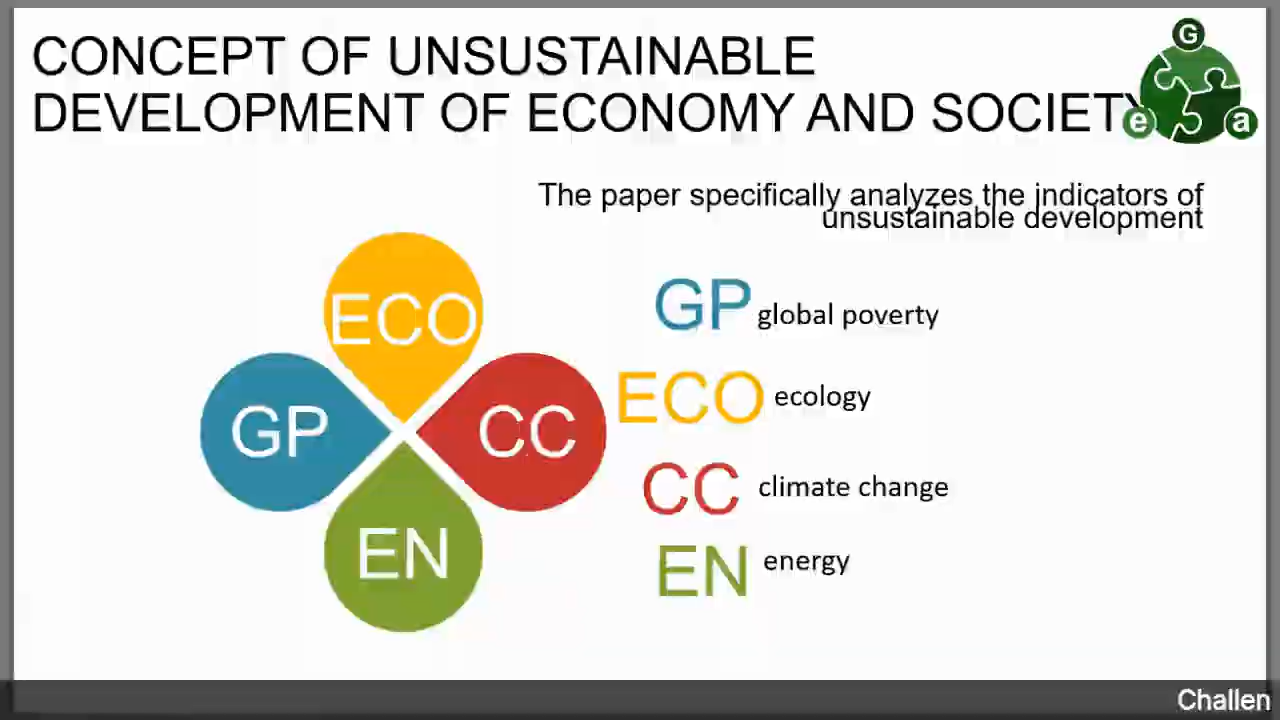 CONCEPT OF UNSUSTAINABLE
DEVELOPMENT OF ECONOMY AND SOCIETY
G
e
a
The paper specifically analyzes the indicators of
unsustainable development
ECO
GP
CC
EN
GP global poverty
ECO ecology
CC climate change
EN energy
Challen